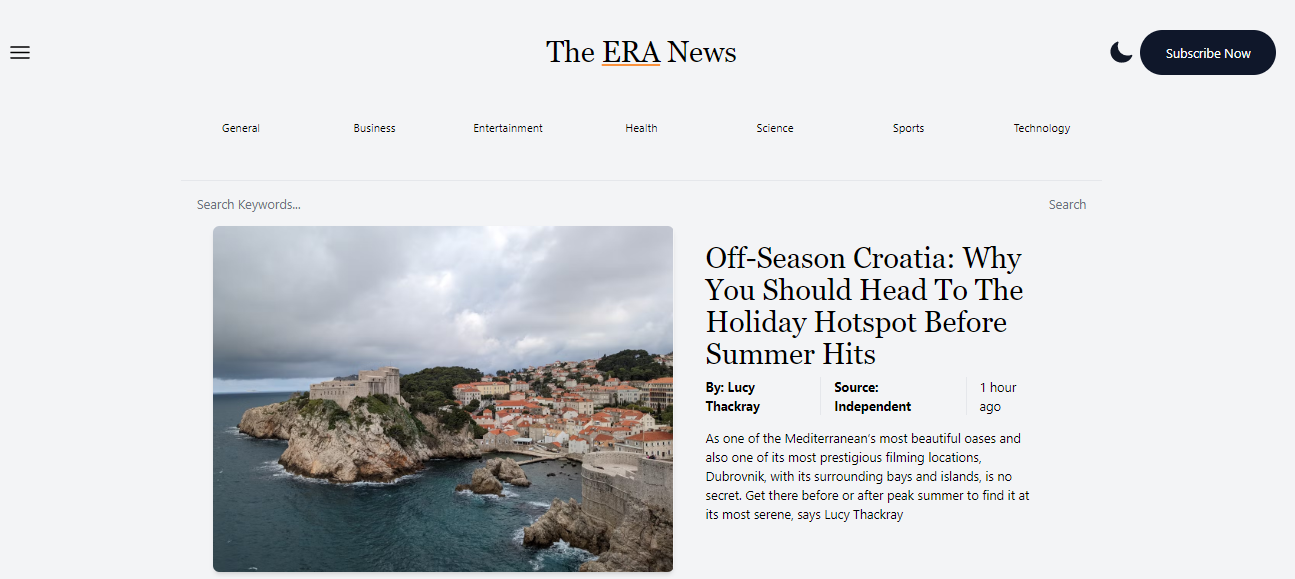 The ERA News
Subscribe Now
General Business Entertainment Health Science Sports Technology
Search Keywords... Search
Off-Season Croatia: Why
You Should Head To The
Holiday Hotspot Before
Summer Hits
By: Lucy
Thackray
Source:
Independent
1 hour
ago
As one of the Mediterranean's most beautiful oases and
also one of its most prestigious filming locations,
Dubrovnik, with its surrounding bays and islands, is no
secret. Get there before or after peak summer to find it at
its most serene, says Lucy Thackray